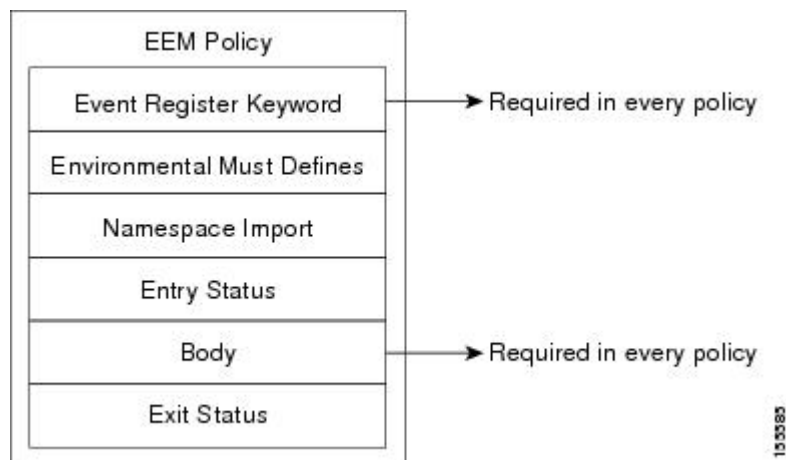 EEM Policy
Event Register Keyword
Required in every policy
Environmental Must Defines
Namespace Import
Entry Status
Body
Required in every policy
Exit Status
155585